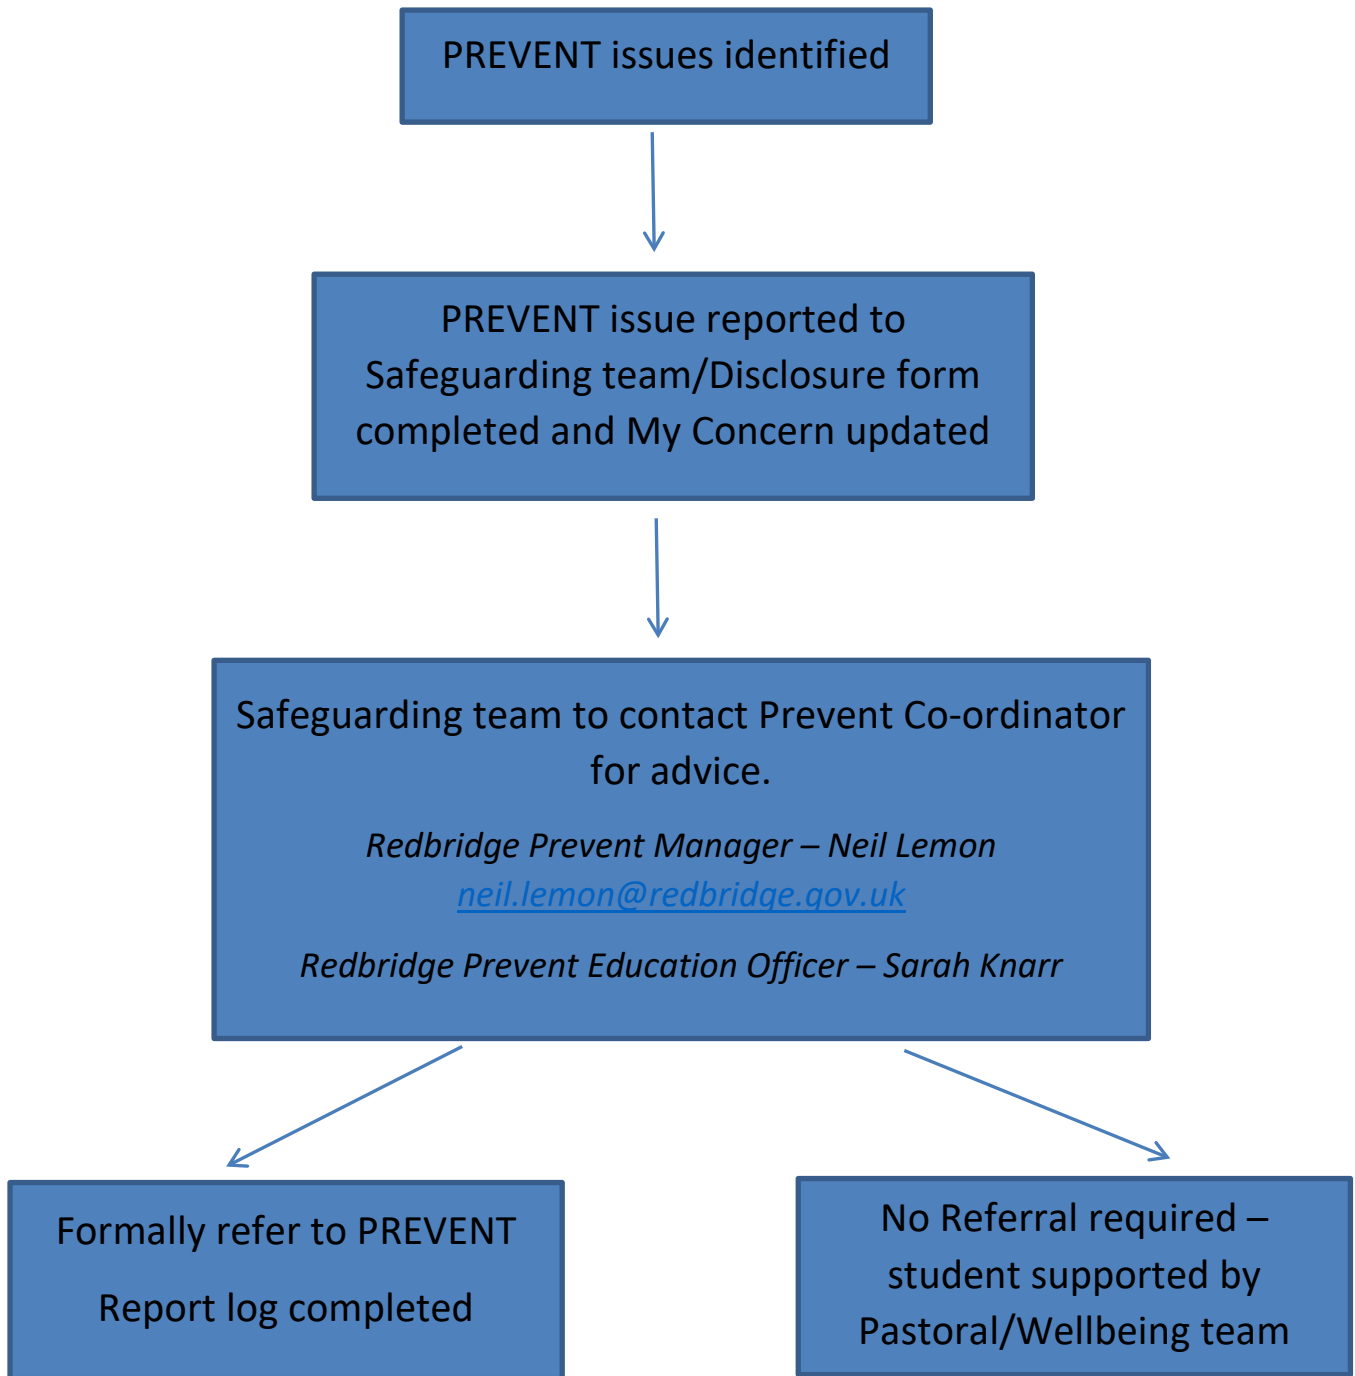 PREVENT issues identified
PREVENT issue reported to
Safeguarding team/Disclosure form
completed and My Concern updated
Safeguarding team to contact Prevent Co-ordinator
for advice.
Redbridge Prevent Manager – Neil Lemon
neil.lemon@redbridge.gov.uk
Redbridge Prevent Education Officer – Sarah Knarr
Formally refer to PREVENT
Report log completed
No Referral required –
student supported by
Pastoral/Wellbeing team